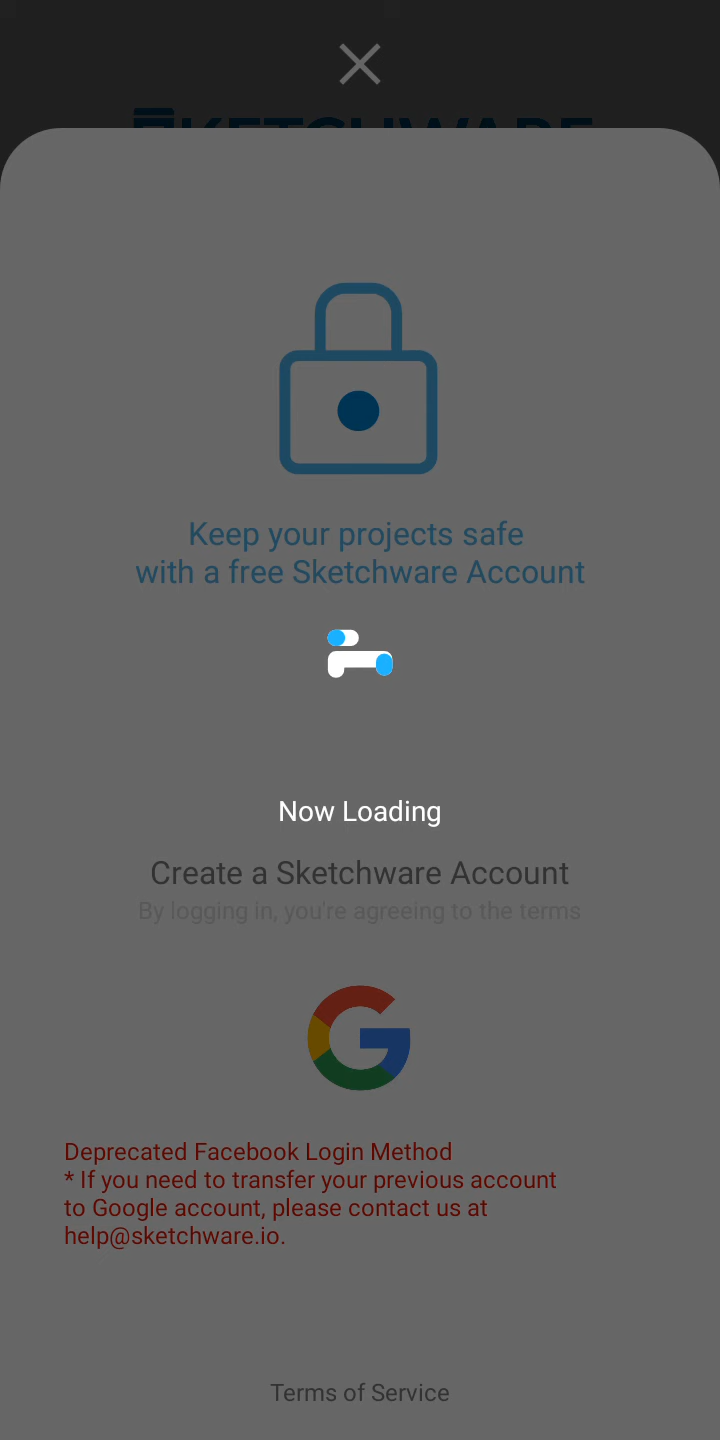 SKETCHWARE
Keep your projects safe
with a free Sketchware Account
Now Loading
Create a Sketchware Account
By logging in, you're agreeing to the terms
Deprecated Facebook Login Method
* If you need to transfer your previous account
to Google account, please contact us at
help@sketchware.io.
Terms of Service